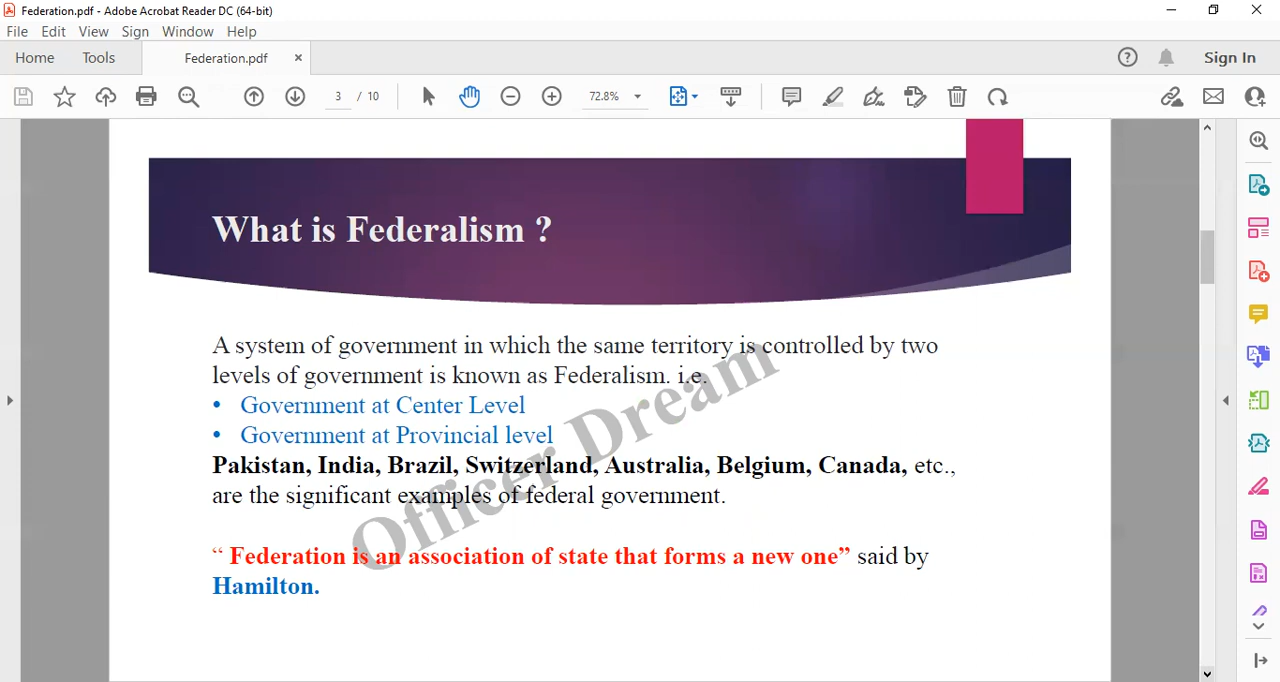 Federation.pdf - Adobe Acrobat Reader DC (64-bit)
File Edit View Sign Window Help
Home Tools Federation.pdf × Sign In
3 / 10 72.8%
What is Federalism ?
A system of government in which the same territory is controlled by two
levels of government is known as Federalism. i.e.
• Government at Center Level
• Government at Provincial level
Pakistan, India, Brazil, Switzerland, Australia, Belgium, Canada, etc.,
are the significant examples of federal government.
“ Federation is an association of state that forms a new one” said by
Hamilton.
Officer Dream